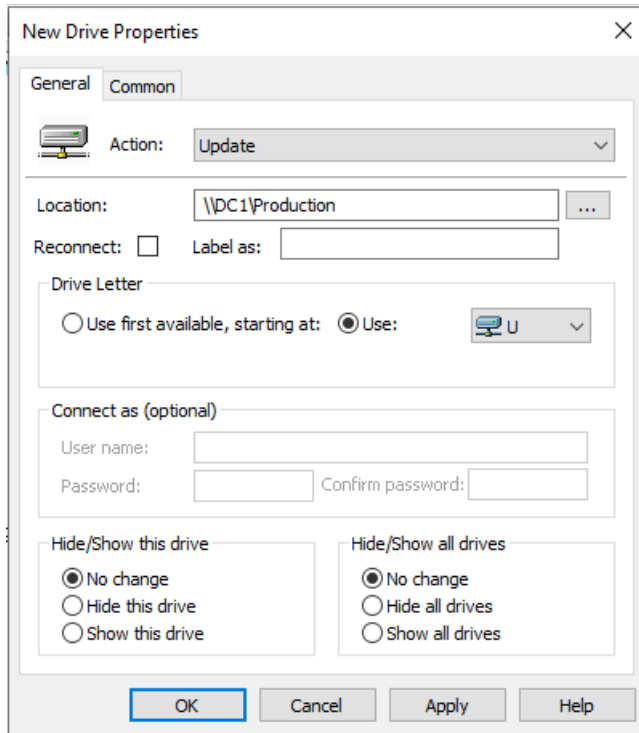 New Drive Properties
General Common
Action: Update
Location: \\DC1\Production ...
Reconnect: Label as:
Drive Letter
Use first available, starting at: Use: U
Connect as (optional)
User name:
Password: Confirm password:
Hide/Show this drive Hide/Show all drives
No change No change
Hide this drive Hide all drives
Show this drive Show all drives
OK Cancel Apply Help